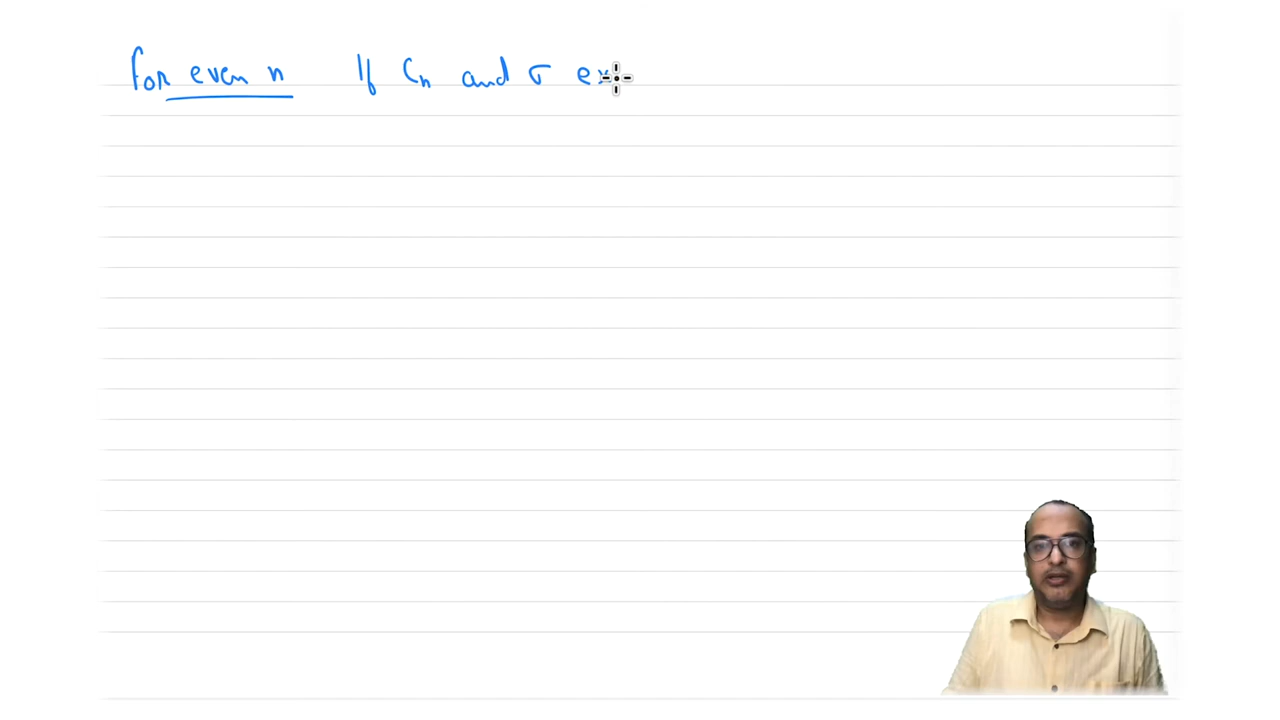 For even n If Cn and σ ex